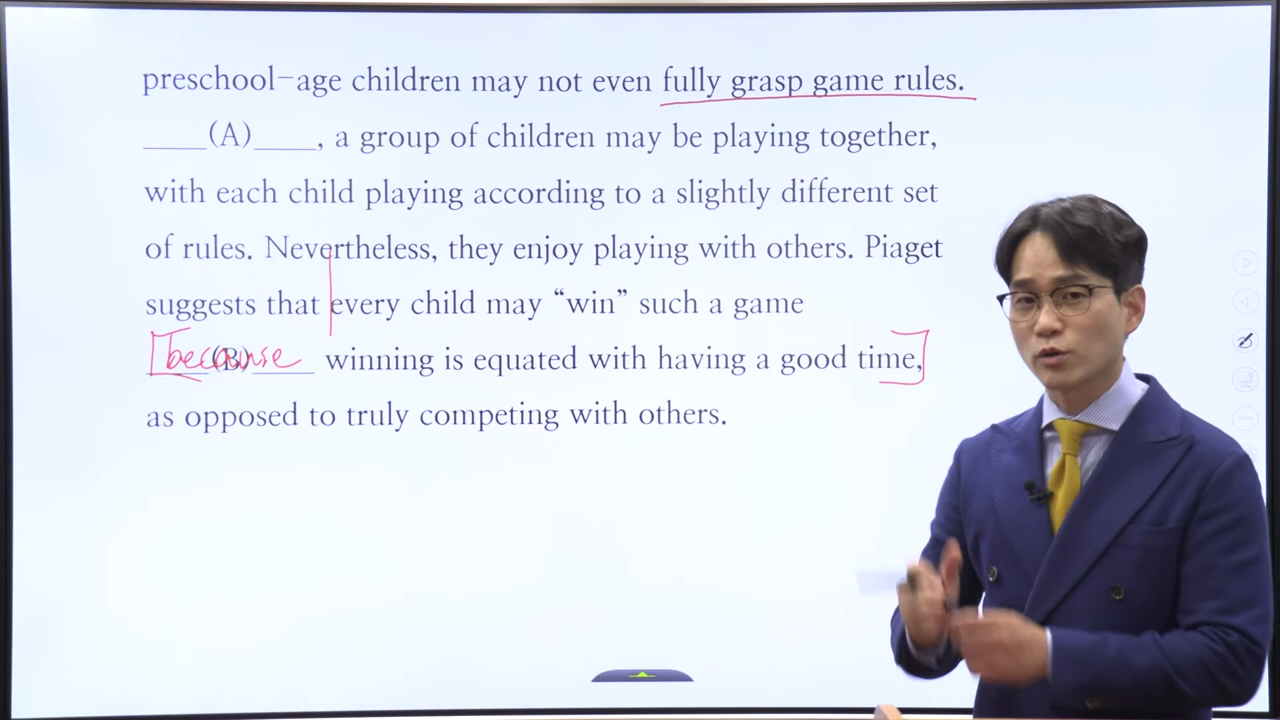 preschool-age children may not even fully grasp game rules.
____(A)____, a group of children may be playing together,
with each child playing according to a slightly different set
of rules. Nevertheless, they enjoy playing with others. Piaget
suggests that every child may “win” such a game
____(B)____ because winning is equated with having a good time,
as opposed to truly competing with others.